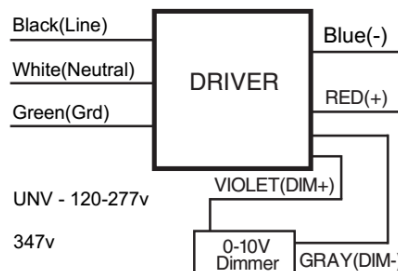 Black(Line)
Blue(-)
White(Neutral)
DRIVER
RED(+)
Green(Grd)
VIOLET(DIM+)
UNV - 120-277v
347v
0-10V
Dimmer
GRAY(DIM-)